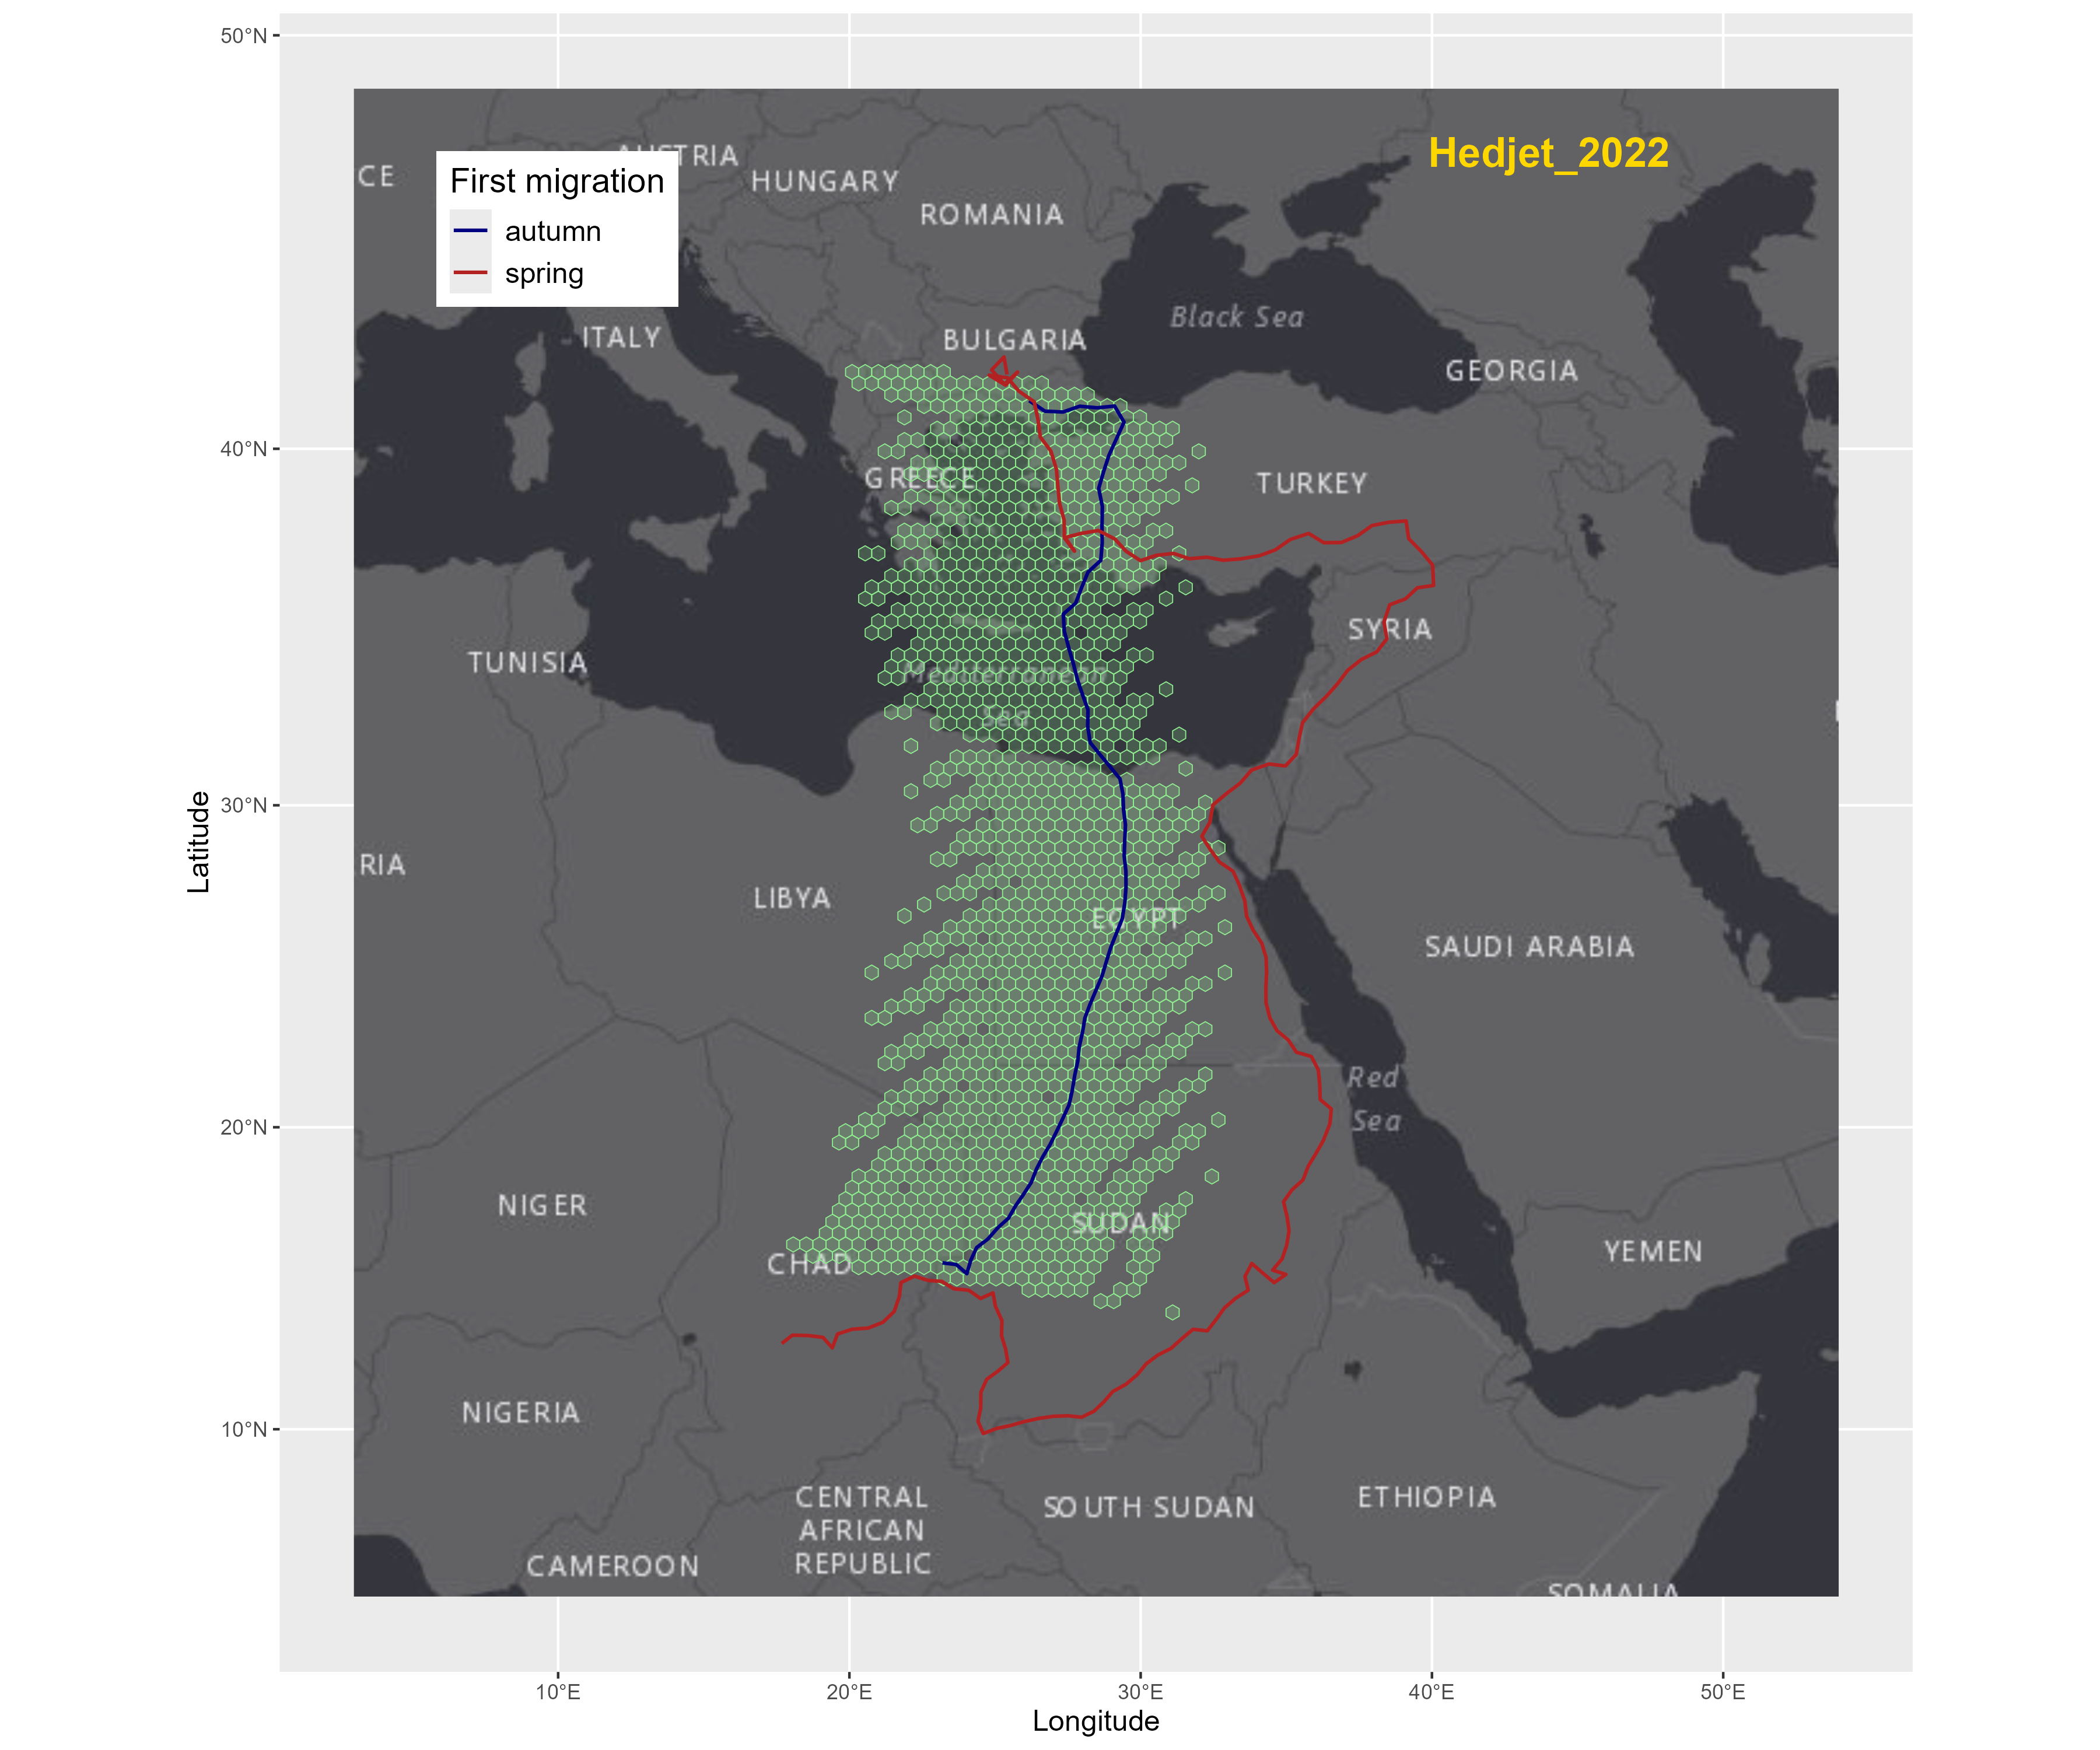 50°N
40°N
30°N
20°N
10°N
Latitude
Hedjet_2022
First migration
autumn
spring
CE
AUSTRIA
HUNGARY
ROMANIA
ITALY
BULGARIA
Black Sea
GEORGIA
GREECE
TURKEY
TUNISIA
SYRIA
Mediterranean
Sea
RIA
LIBYA
EGYPT
SAUDI ARABIA
Red
Sea
NIGER
SUDAN
CHAD
YEMEN
NIGERIA
CENTRAL
AFRICAN
REPUBLIC
SOUTH SUDAN
ETHIOPIA
CAMEROON
SOMALIA
10°E
20°E
30°E
40°E
50°E
Longitude